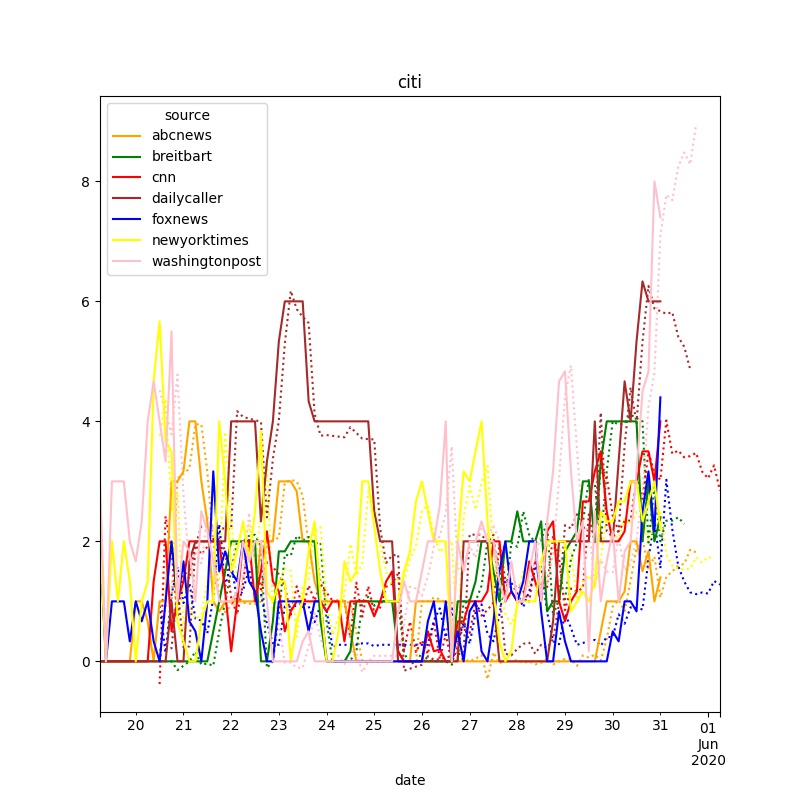 citi
source
abcnews
breitbart
cnn
dailycaller
foxnews
newyorktimes
washingtonpost
8
6
4
2
0
20 21 22 23 24 25 26 27 28 29 30 31 01
Jun
2020
date